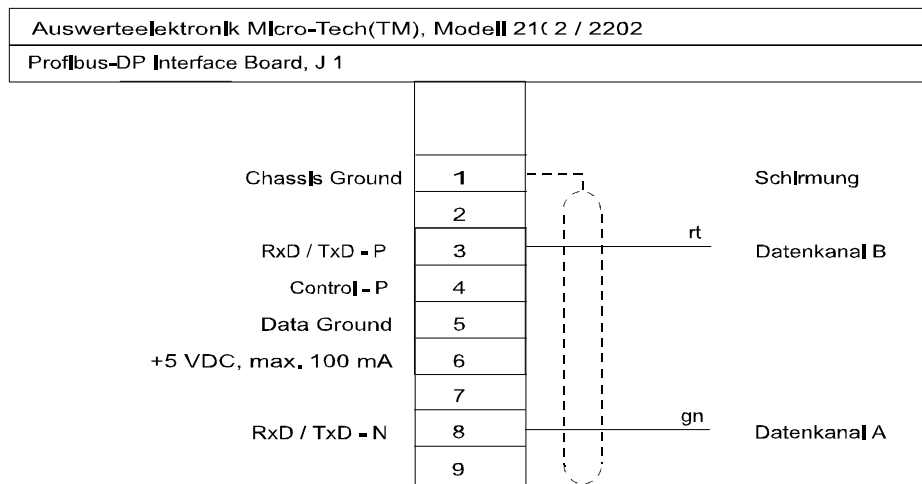 Auswerteelektronik Micro-Tech(TM), Modell 21( 2 / 2202
Profibus-DP Interface Board, J 1
Chassis Ground 1 Schirmung
2
RxD / TxD - P 3 rt Datenkanal B
Control - P 4
Data Ground 5
+5 VDC, max. 100 mA 6
7
RxD / TxD - N 8 gn Datenkanal A
9